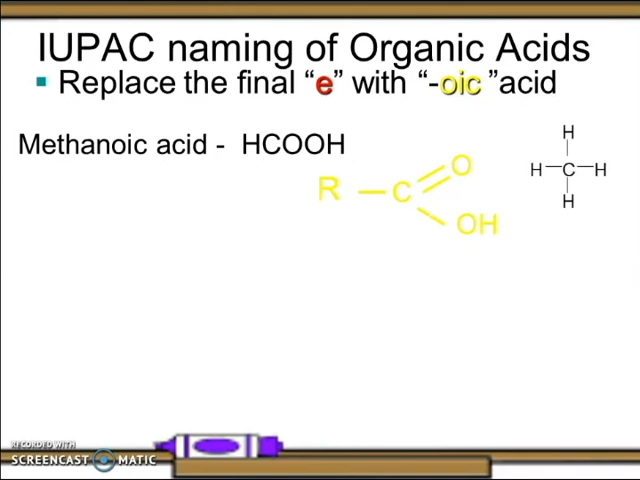 IUPAC naming of Organic Acids
Replace the final “e” with “-oic ”acid
Methanoic acid - HCOOH
R — C
O
OH
H
H—C—H
H
RECORDED WITH
SCREENCAST MATIC